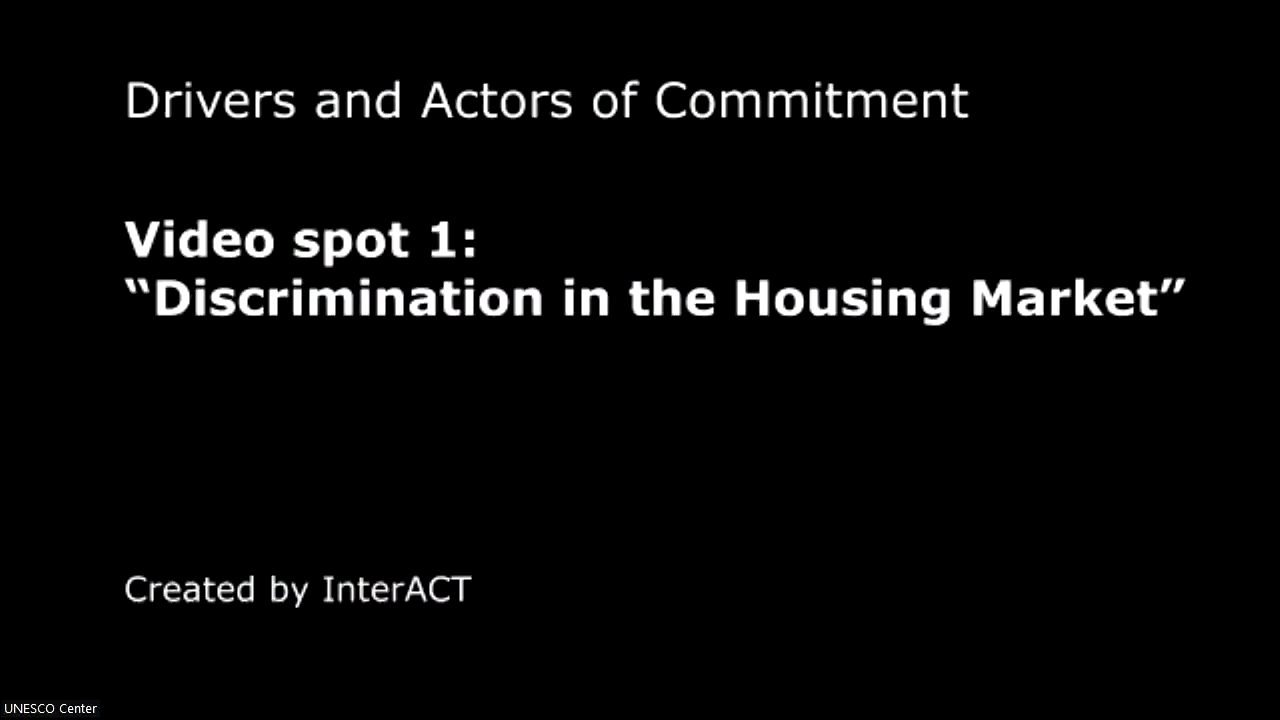 Drivers and Actors of Commitment
Video spot 1:
“Discrimination in the Housing Market”
Created by InterACT
UNESCO Center